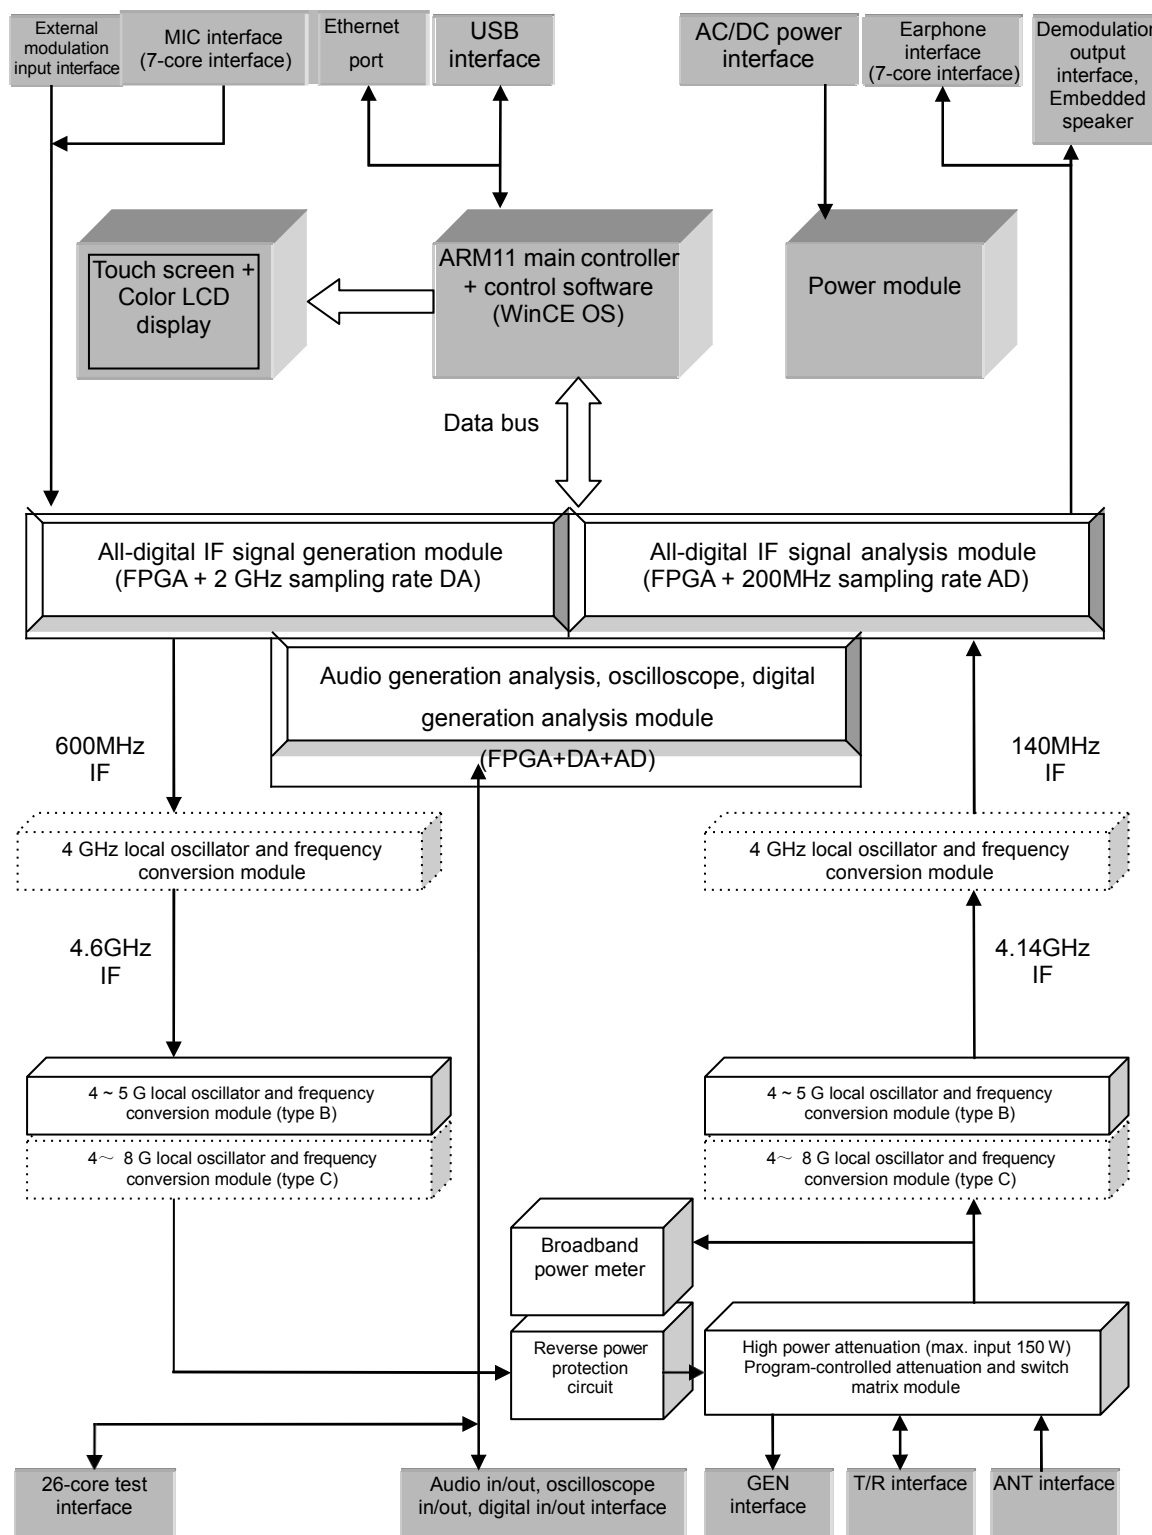 External
modulation
input interface
MIC interface
(7-core interface)
Ethernet
port
USB
interface
AC/DC power
interface
Earphone
interface
(7-core interface)
Demodulation
output
interface,
Embedded
speaker
Touch screen +
Color LCD
display
ARM11 main controller
+ control software
(WinCE OS)
Power module
Data bus
All-digital IF signal generation module
(FPGA + 2 GHz sampling rate DA)
All-digital IF signal analysis module
(FPGA + 200MHz sampling rate AD)
Audio generation analysis, oscilloscope, digital
generation analysis module
(FPGA+DA+AD)
600MHz
IF
140MHz
IF
4 GHz local oscillator and frequency
conversion module
4 GHz local oscillator and frequency
conversion module
4.6GHz
IF
4.14GHz
IF
4 ~ 5 G local oscillator and frequency
conversion module (type B)
4~ 8 G local oscillator and frequency
conversion module (type C)
4 ~ 5 G local oscillator and frequency
conversion module (type B)
4~ 8 G local oscillator and frequency
conversion module (type C)
Broadband
power meter
Reverse power
protection
circuit
High power attenuation (max. input 150 W)
Program-controlled attenuation and switch
matrix module
26-core test
interface
Audio in/out, oscilloscope
in/out, digital in/out interface
GEN
interface
T/R interface
ANT interface